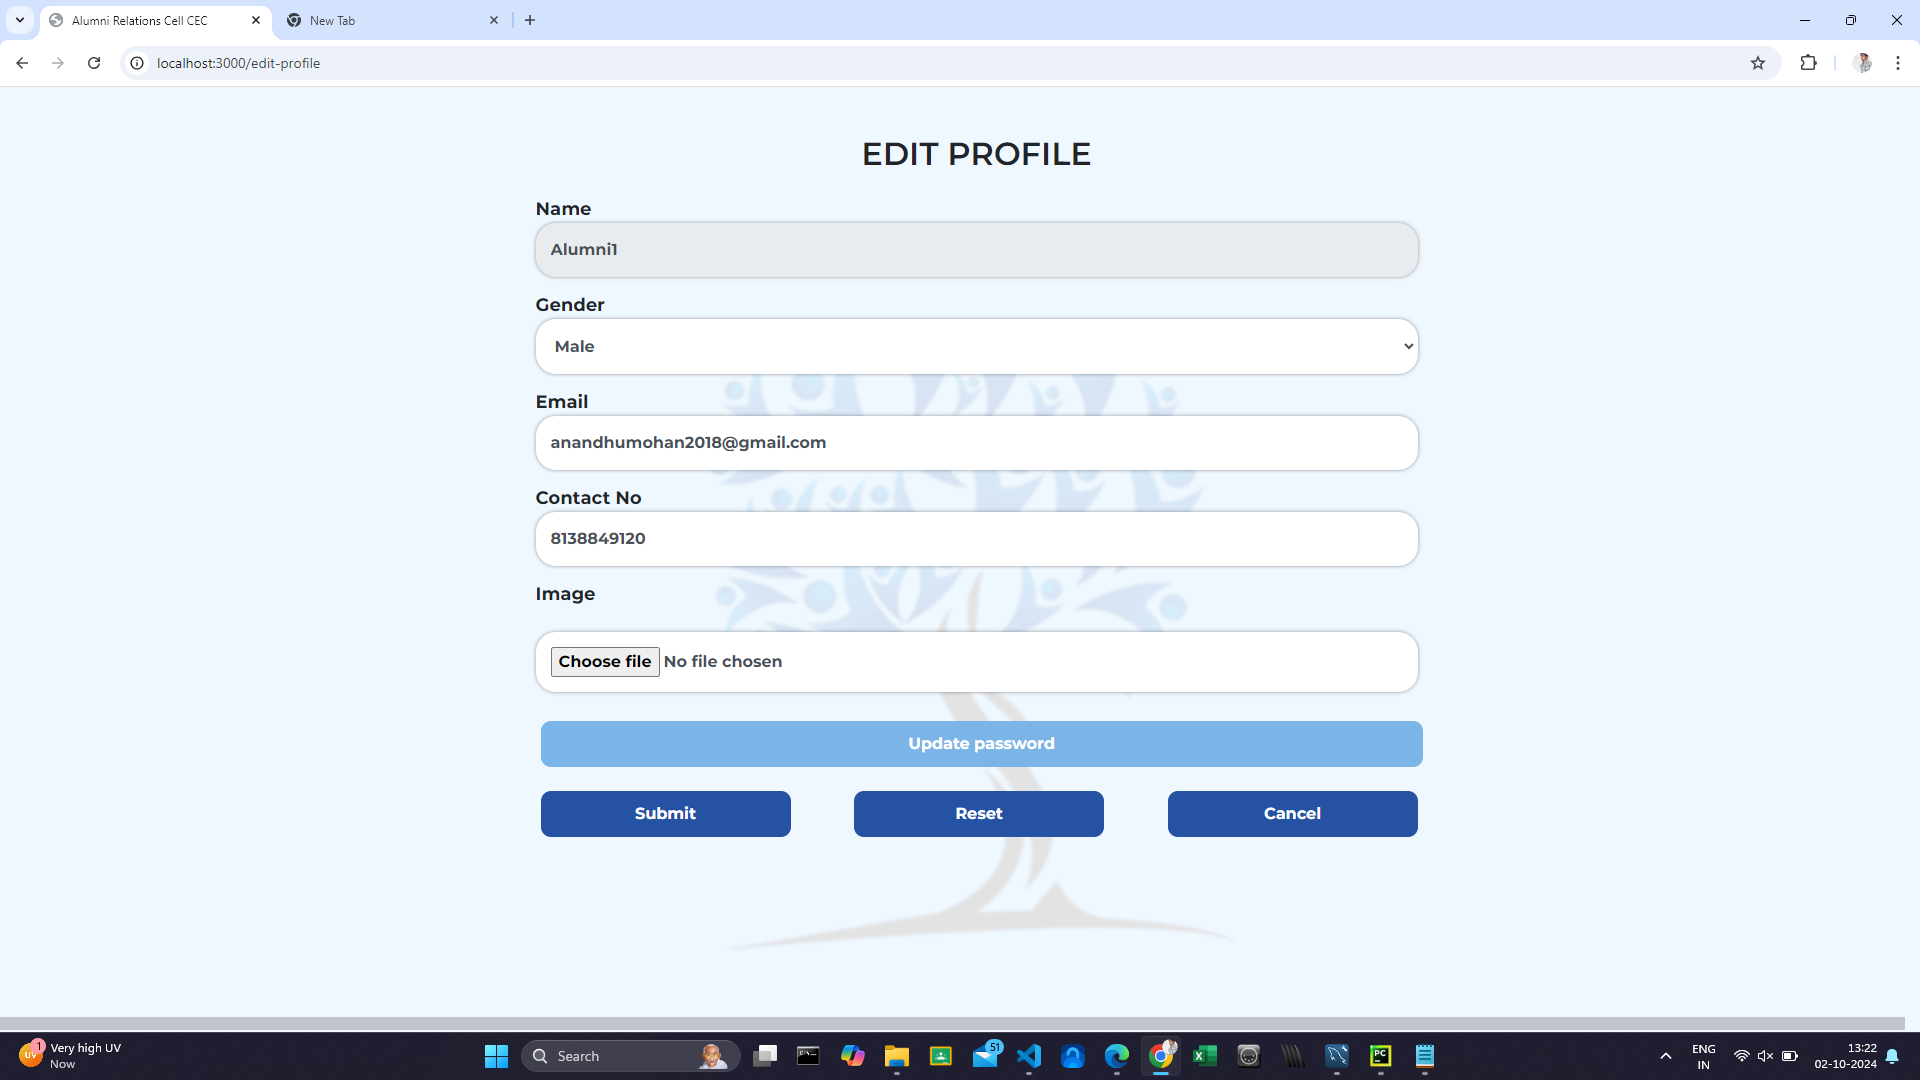 Alumni Relations Cell CEC
New Tab
localhost:3000/edit-profile
EDIT PROFILE
Name
Alumni1
Gender
Male
Email
anandhumohan2018@gmail.com
Contact No
8138849120
Image
Choose file No file chosen
Update password
Submit Reset Cancel
UV 1
Very high UV
Now
Search
51
PC
ENG
IN
13:22
02-10-2024